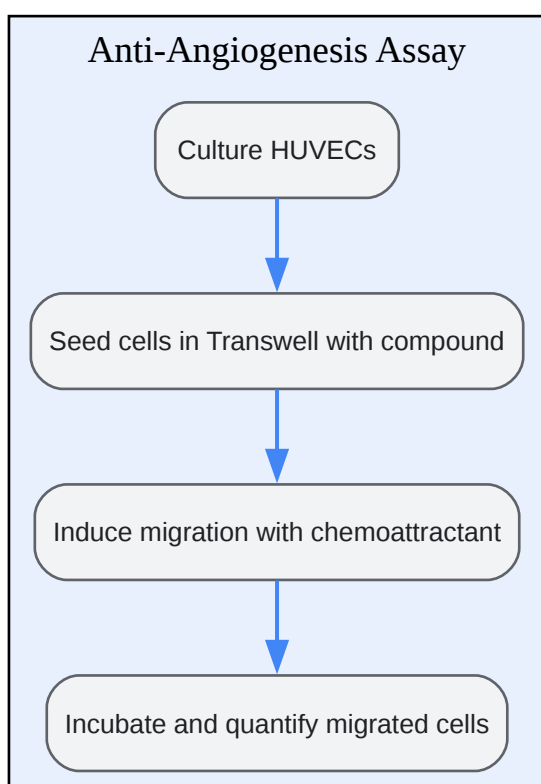 Anti-Angiogenesis Assay
Culture HUVECs
Seed cells in Transwell with compound
Induce migration with chemoattractant
Incubate and quantify migrated cells